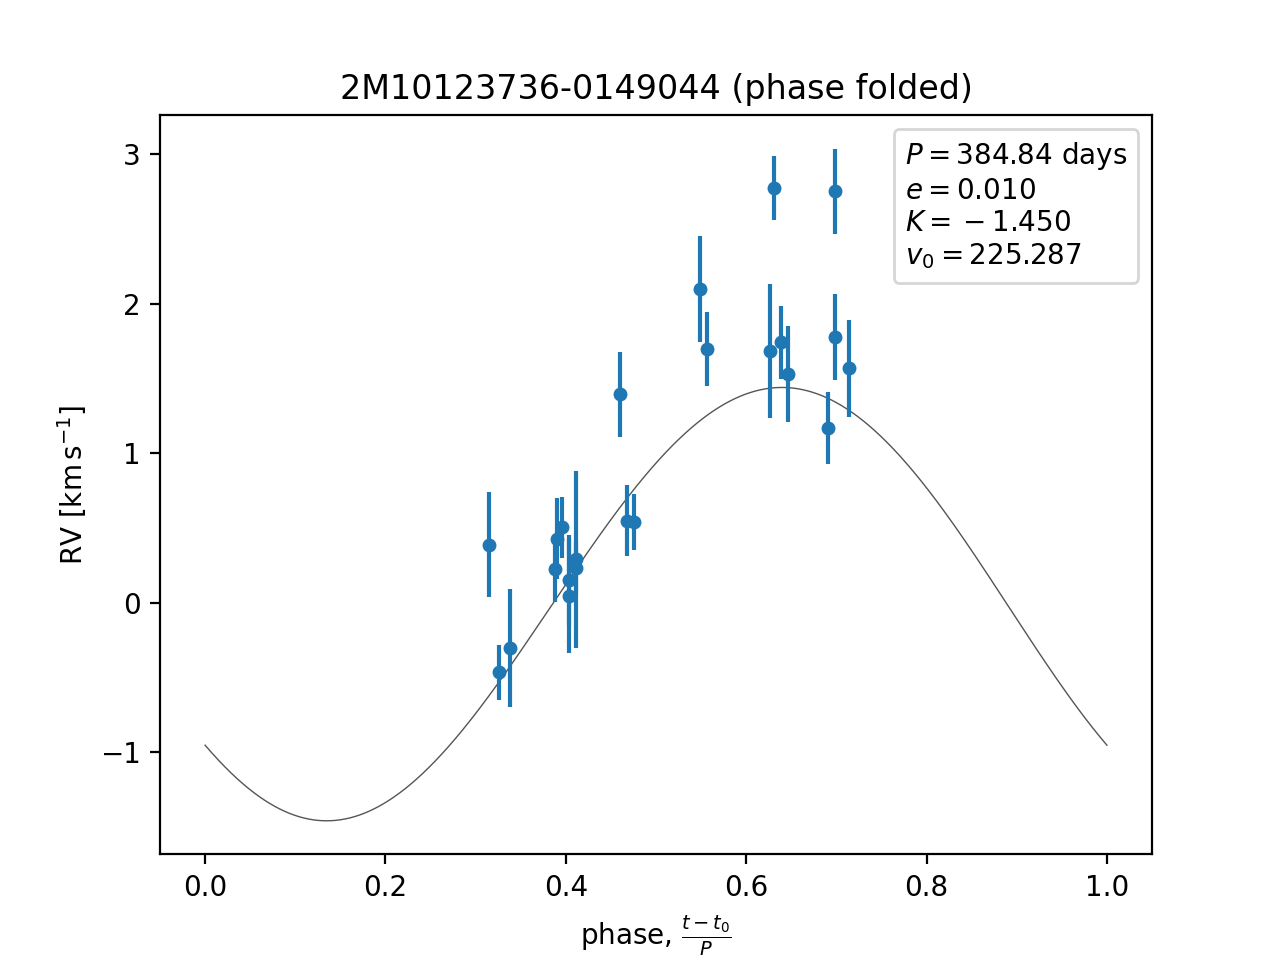 2M10123736-0149044 (phase folded)
P = 384.84 days
e = 0.010
K = −1.450
v₀ = 225.287
3
2
1
0
−1
RV [km s⁻¹]
0.0 0.2 0.4 0.6 0.8 1.0
phase, (t − t₀)/P